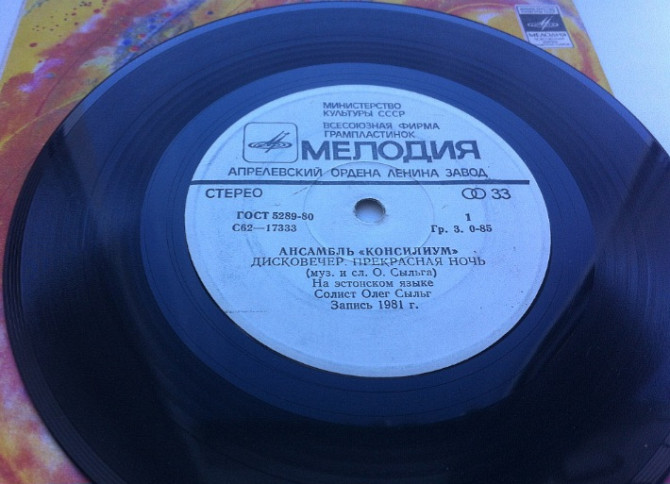 МИНИСТЕРСТВО
КУЛЬТУРЫ СССР
ВСЕСОЮЗНАЯ ФИРМА
ГРАМПЛАСТИНОК
МЕЛОДИЯ
АПРЕЛЕВСКИЙ ОРДЕНА ЛЕНИНА ЗАВОД
СТЕРЕО 33
ГОСТ 5289-80 1
С62—17333 Гр. 3. 0-85
АНСАМБЛЬ «КОНСИЛИУМ»
ДИСКОВЕЧЕР. ПРЕКРАСНАЯ НОЧЬ
(муз. и сл. О. Сыльга)
На эстонском языке
Солист Олег Сыльг
Запись 1981 г.
МЕЛОДИЯ